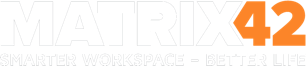 MATRIX42
SMARTER WORKSPACE - BETTER LIFE